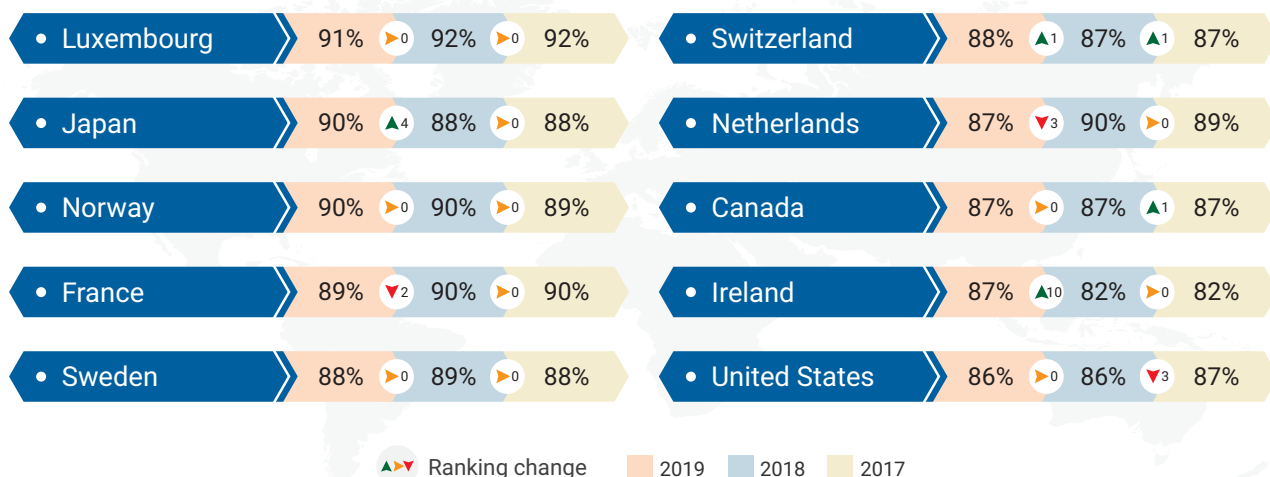 Luxembourg 91% 0 92% 0 92%
Japan 90% 4 88% 0 88%
Norway 90% 0 90% 0 89%
France 89% 2 90% 0 90%
Sweden 88% 0 89% 0 88%
Switzerland 88% 1 87% 1 87%
Netherlands 87% 3 90% 0 89%
Canada 87% 0 87% 1 87%
Ireland 87% 10 82% 0 82%
United States 86% 0 86% 3 87%
Ranking change 2019 2018 2017